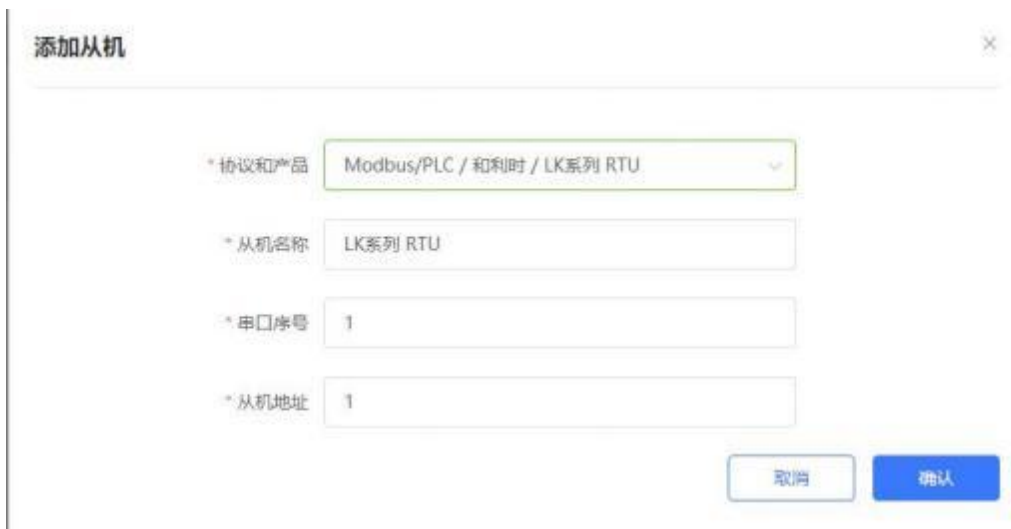 添加从机
* 协议和产品 Modbus/PLC / 和利时 / LK系列 RTU
* 从机名称 LK系列 RTU
* 串口序号 1
* 从机地址 1
取消 确认